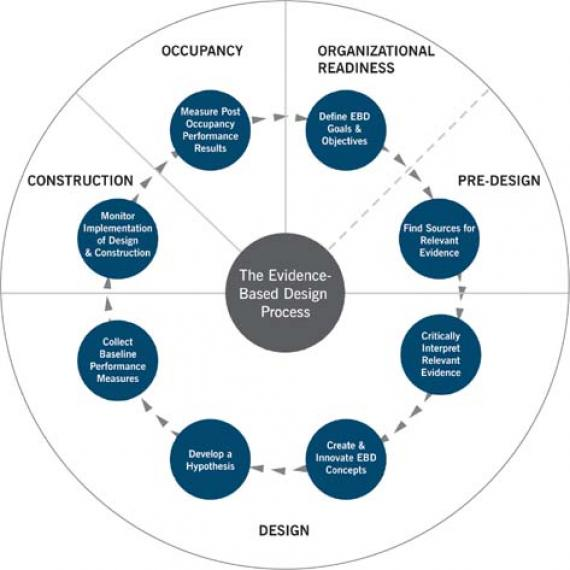 OCCUPANCY
ORGANIZATIONAL
READINESS
Measure Post
Occupancy
Performance
Results
Define EBD
Goals &
Objectives
CONSTRUCTION
PRE-DESIGN
Monitor
Implementation
of Design
& Construction
Find Sources for
Relevant
Evidence
The Evidence-
Based Design
Process
Collect
Baseline
Performance
Measures
Critically
Interpret
Relevant
Evidence
Develop a
Hypothesis
Create &
Innovate EBD
Concepts
DESIGN